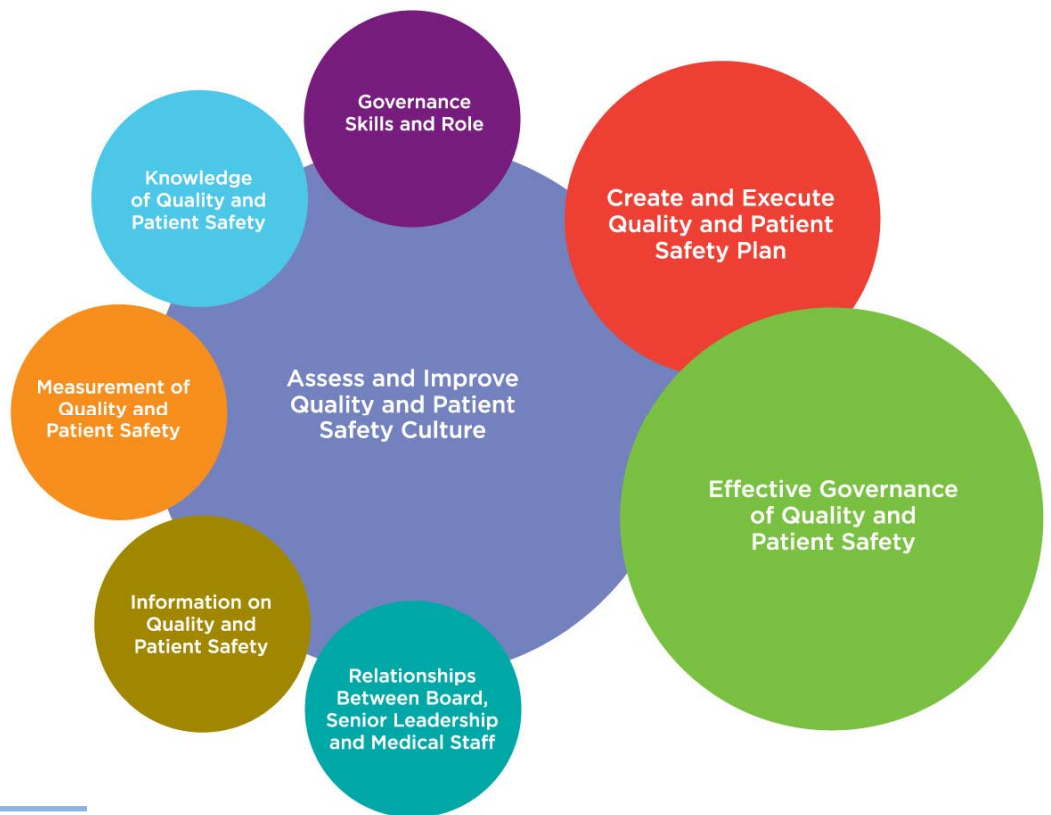 Governance
Skills and Role
Knowledge
of Quality and
Patient Safety
Create and Execute
Quality and Patient
Safety Plan
Measurement of
Quality and
Patient Safety
Assess and Improve
Quality and Patient
Safety Culture
Effective Governance
of Quality and
Patient Safety
Information on
Quality and
Patient Safety
Relationships
Between Board,
Senior Leadership
and Medical Staff